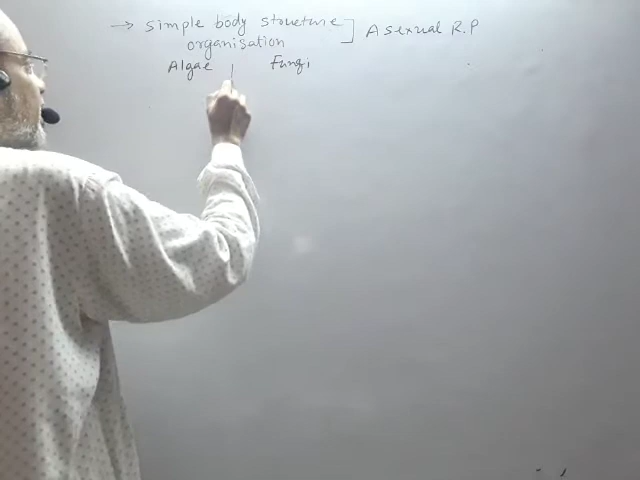 → simple body structure ] Asexual R.P
organisation
Algae | Fungi